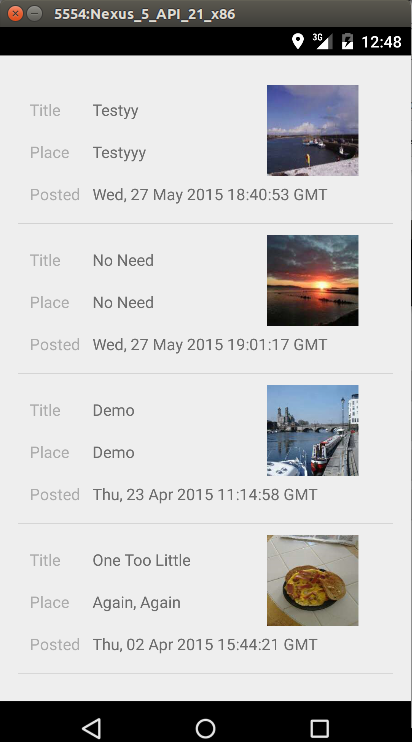 5554:Nexus_5_API_21_x86
3G 12:48
Title Testyy
Place Testyyy
Posted Wed, 27 May 2015 18:40:53 GMT
Title No Need
Place No Need
Posted Wed, 27 May 2015 19:01:17 GMT
Title Demo
Place Demo
Posted Thu, 23 Apr 2015 11:14:58 GMT
Title One Too Little
Place Again, Again
Posted Thu, 02 Apr 2015 15:44:21 GMT